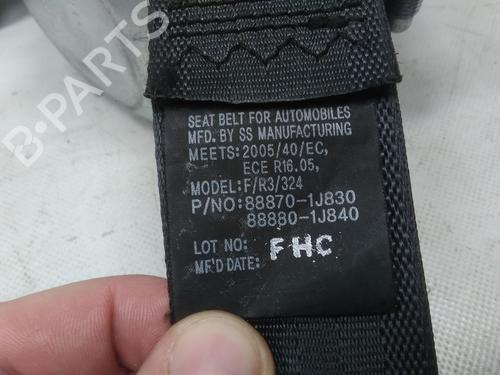 SEAT BELT FOR AUTOMOBILES
MFD. BY SS MANUFACTURING
MEETS: 2005/40/EC,
ECE R16.05,
MODEL: F/R3/324
P/NO: 88870-1J830
88880-1J840
LOT NO: FHC
MF'D DATE:
B-PARTS